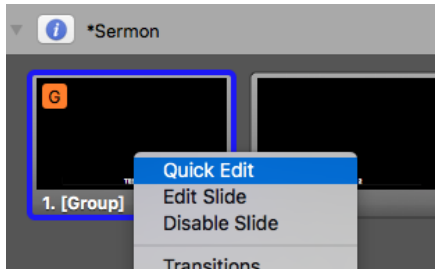 *Sermon
G
Quick Edit
1. [Group]
Edit Slide
Disable Slide
Transitions